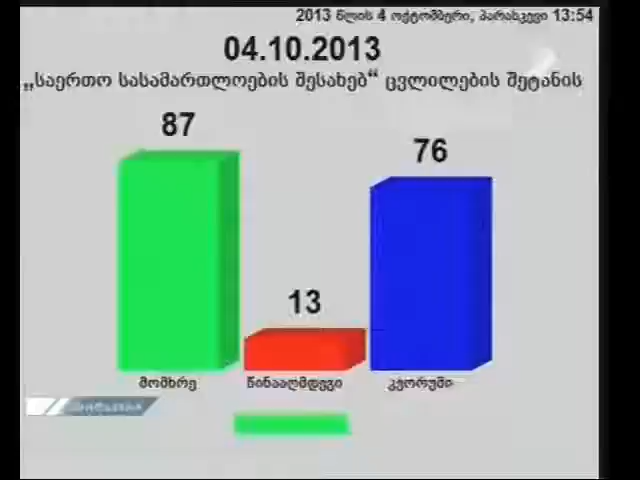 2013 წლის 4 ოქტომბერი, პარასკევი 13:54
04.10.2013
„საერთო სასამართლოების შესახებ“ ცვლილების შეტანის
87
76
13
მომხრე წინააღმდეგი კვორუმი